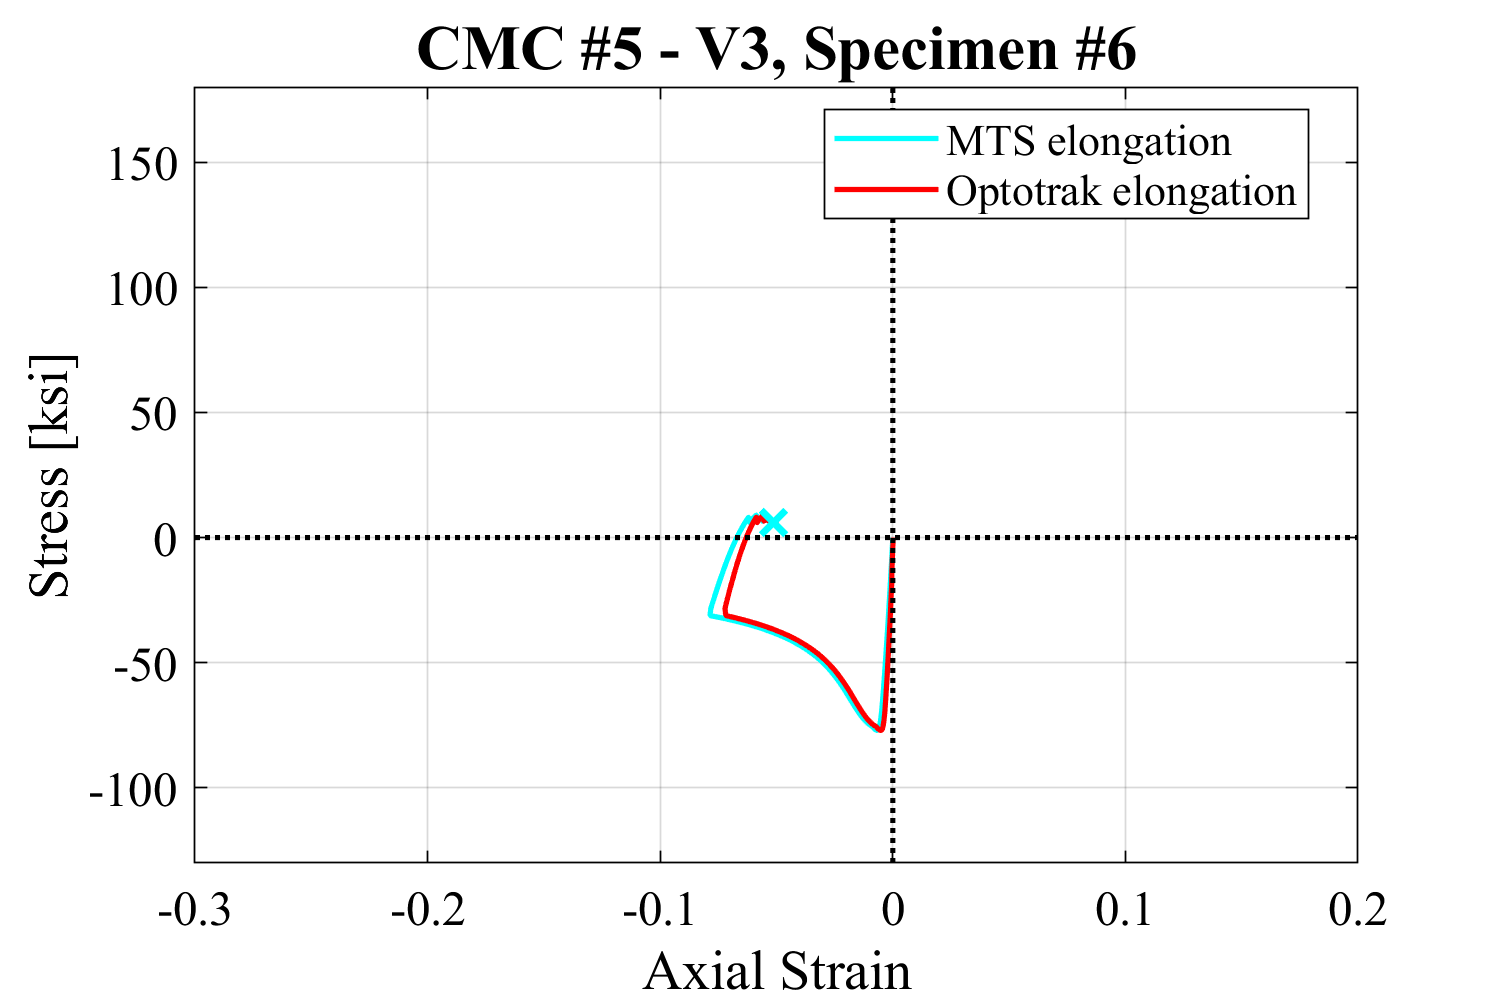 CMC #5 - V3, Specimen #6
MTS elongation
Optotrak elongation
150
100
50
0
-50
-100
Stress [ksi]
-0.3 -0.2 -0.1 0 0.1 0.2
Axial Strain